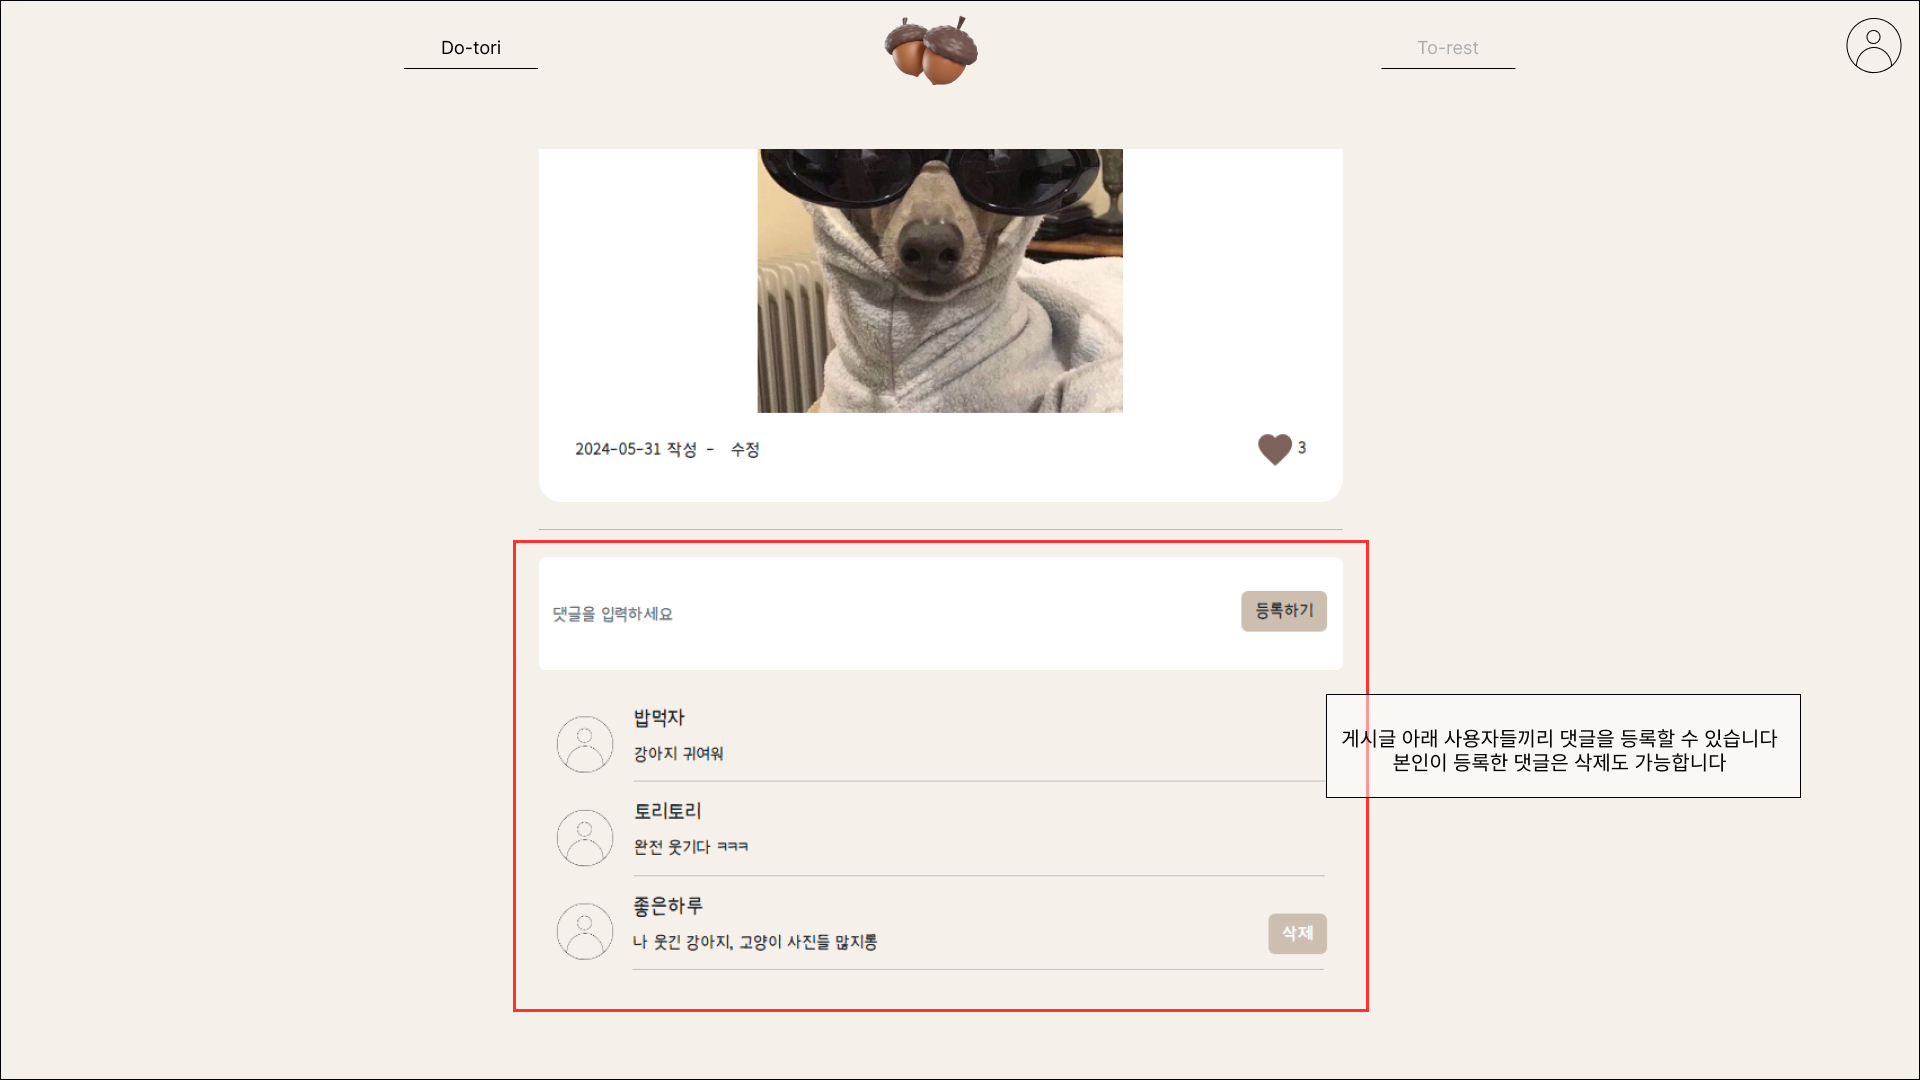 Do-tori
To-rest
2024-05-31 작성 - 수정
3
댓글을 입력하세요
등록하기
밥먹자
강아지 귀여워
게시글 아래 사용자들끼리 댓글을 등록할 수 있습니다
본인이 등록한 댓글은 삭제도 가능합니다
토리토리
완전 웃기다 ㅋㅋㅋ
좋은하루
나 웃긴 강아지, 고양이 사진들 많지롱
삭제